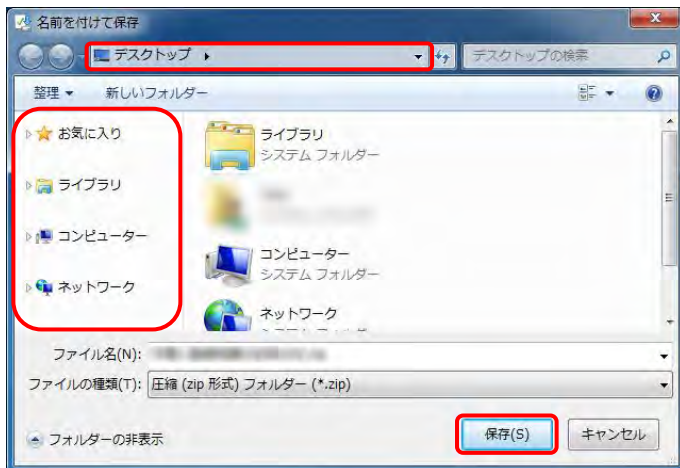 名前を付けて保存
デスクトップ
デスクトップの検索
整理
新しいフォルダー
お気に入り
ライブラリ
コンピューター
ネットワーク
ライブラリ
システム フォルダー
コンピューター
システム フォルダー
ネットワーク
ファイル名(N):
ファイルの種類(T): 圧縮 (zip 形式) フォルダー (*.zip)
フォルダーの非表示
保存(S)
キャンセル